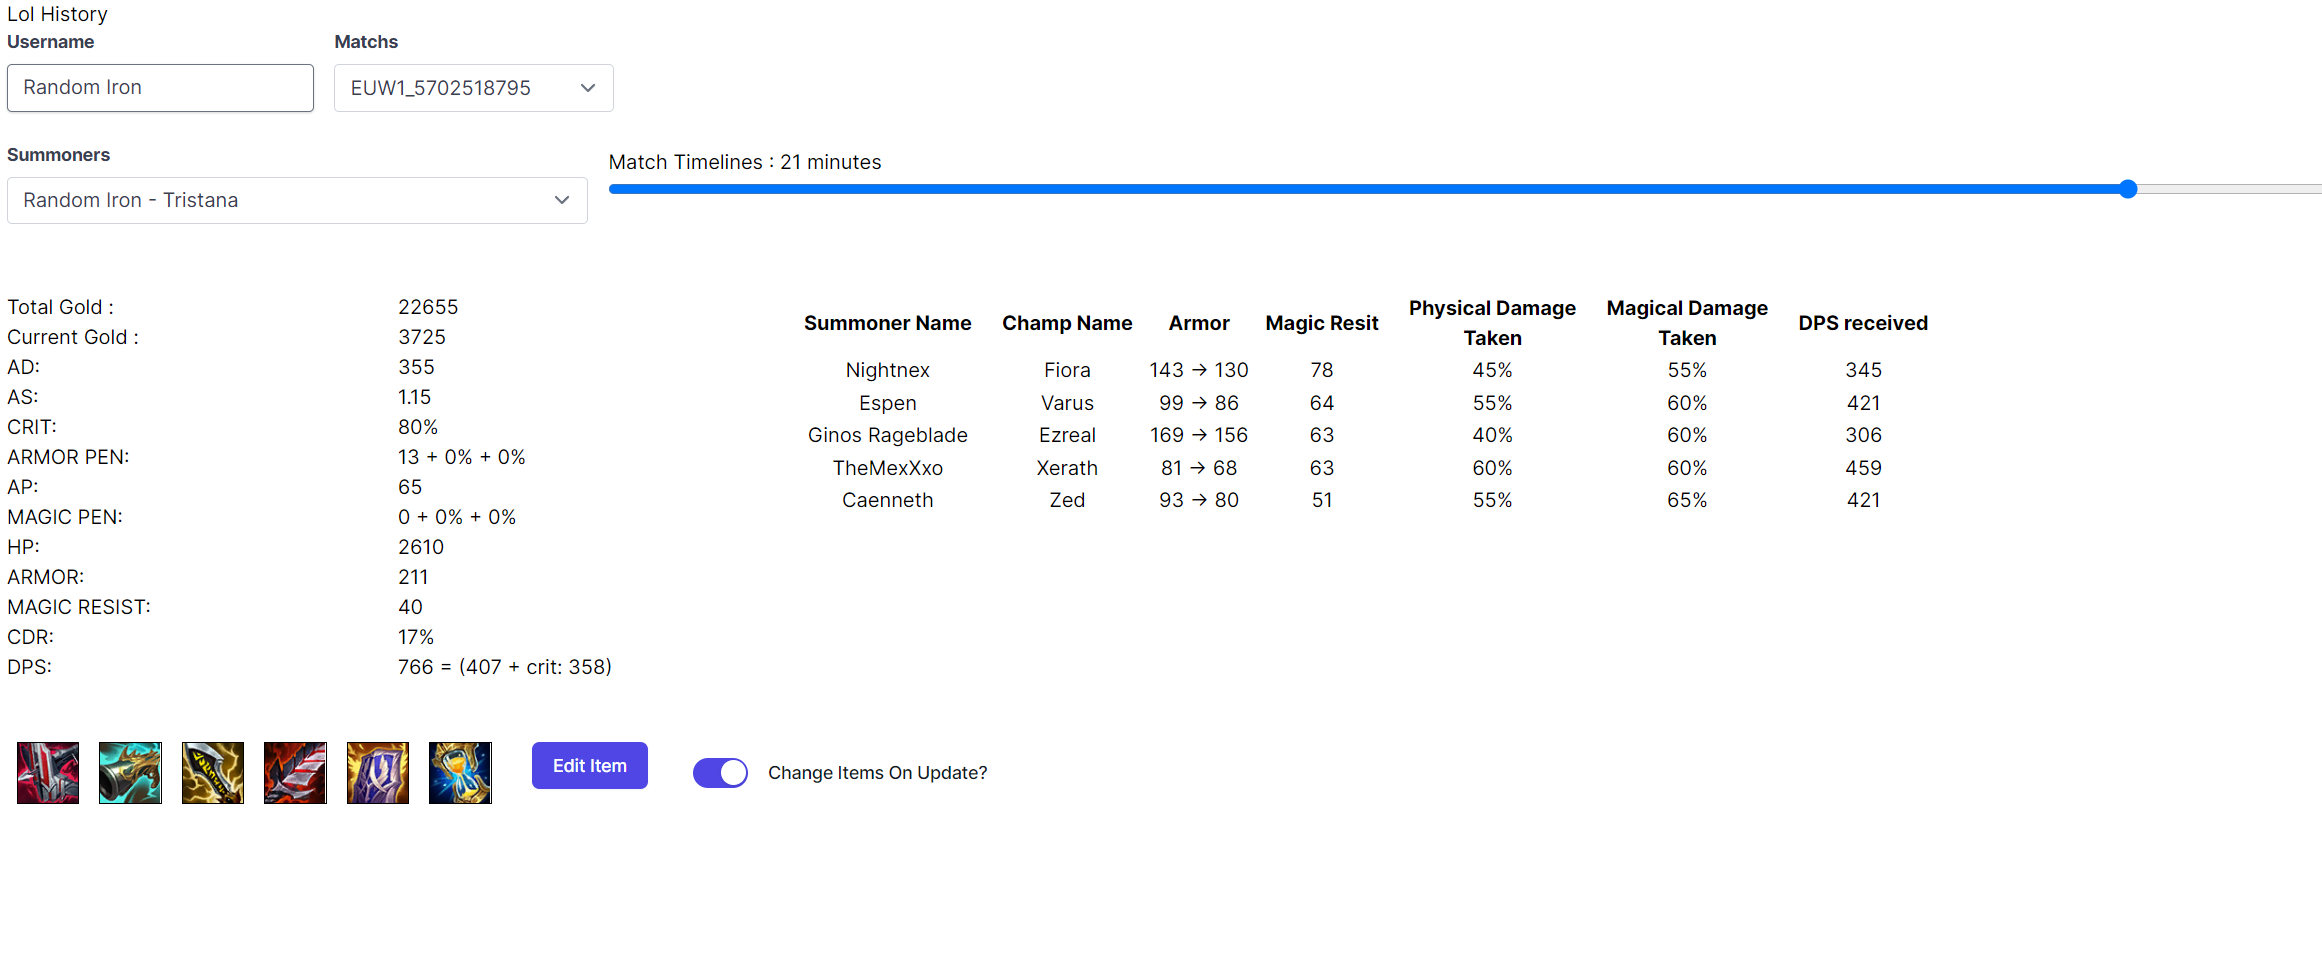 Lol History
Username
Matchs
Random Iron
EUW1_5702518795
Summoners
Match Timelines : 21 minutes
Random Iron - Tristana
Total Gold : 22655
Current Gold : 3725
AD: 355
AS: 1.15
CRIT: 80%
ARMOR PEN: 13 + 0% + 0%
AP: 65
MAGIC PEN: 0 + 0% + 0%
HP: 2610
ARMOR: 211
MAGIC RESIST: 40
CDR: 17%
DPS: 766 = (407 + crit: 358)
Summoner Name Champ Name Armor Magic Resit Physical Damage Taken Magical Damage Taken DPS received
Nightnex Fiora 143 → 130 78 45% 55% 345
Espen Varus 99 → 86 64 55% 60% 421
Ginos Rageblade Ezreal 169 → 156 63 40% 60% 306
TheMexXxo Xerath 81 → 68 63 60% 60% 459
Caenneth Zed 93 → 80 51 55% 65% 421
Edit Item
Change Items On Update?